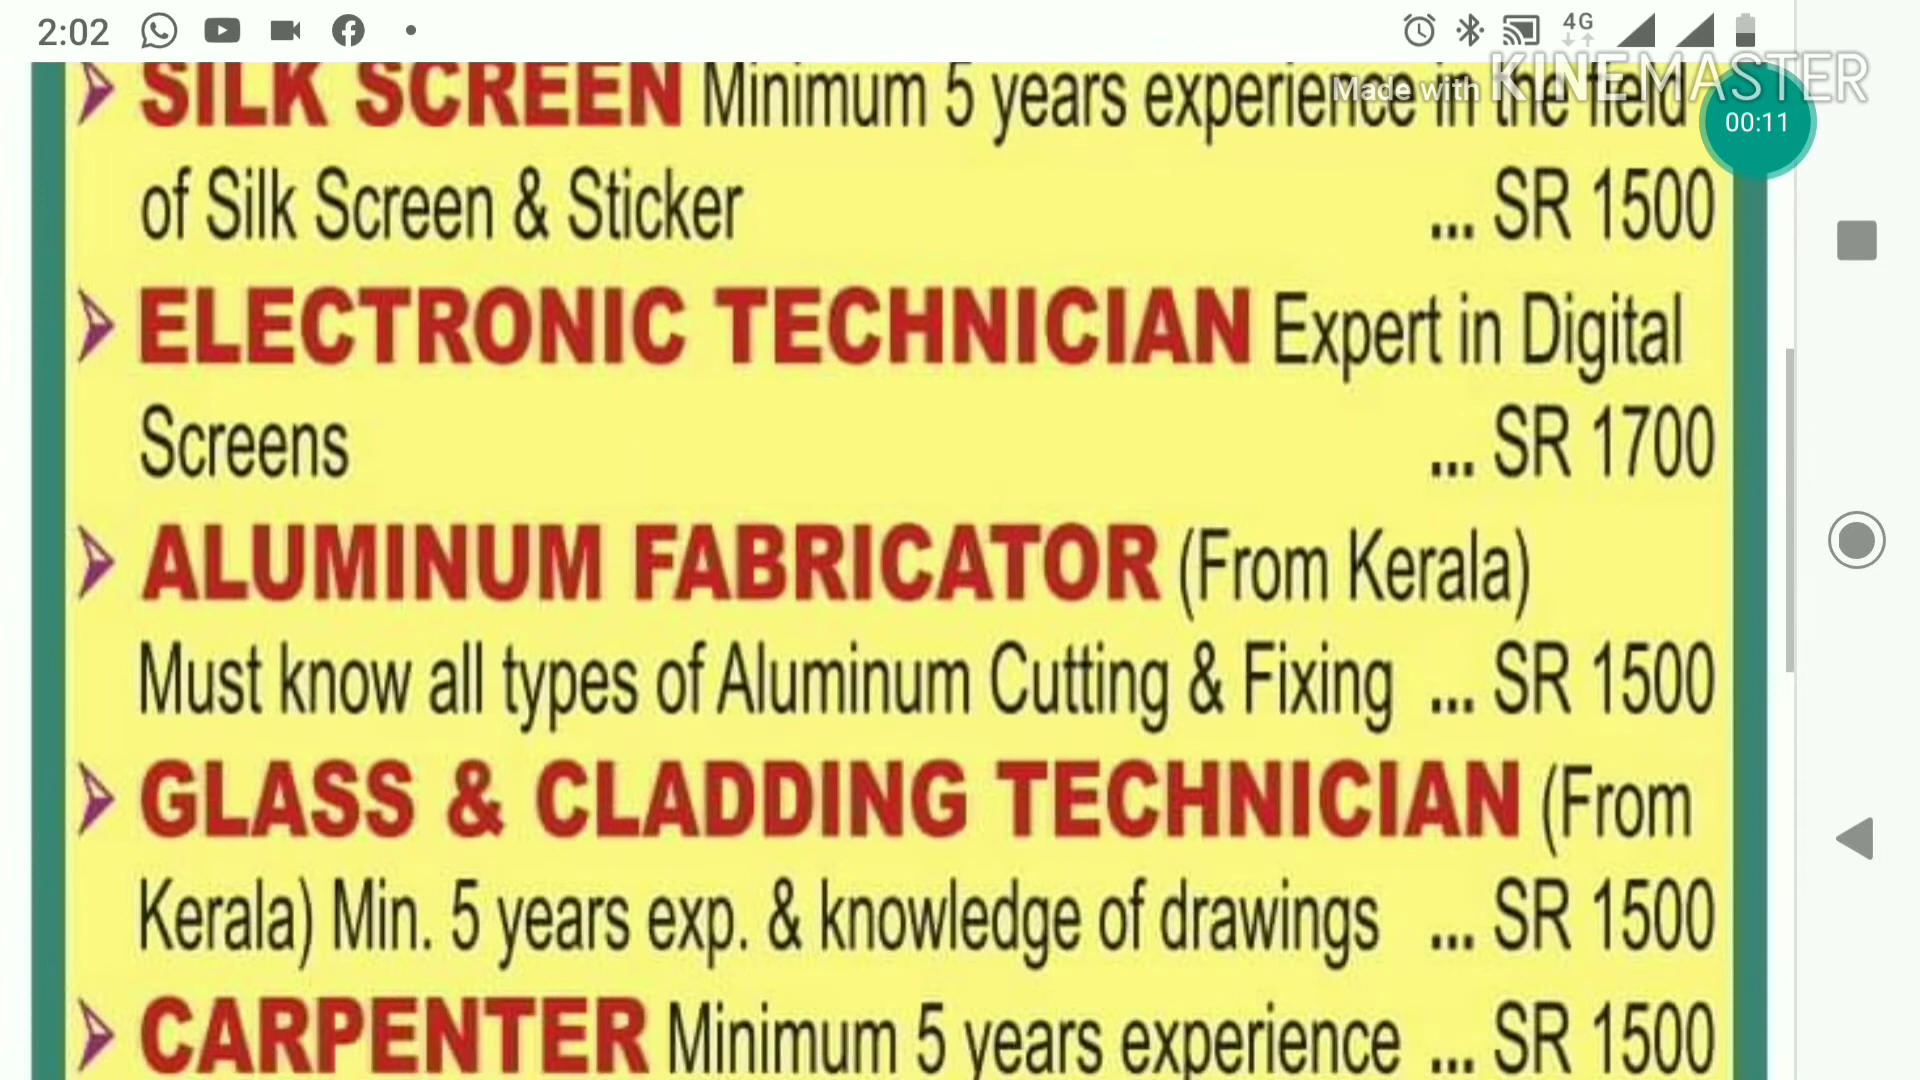 2:02
4G
Made with KINEMASTER
00:11
SILK SCREEN Minimum 5 years experience in the field
of Silk Screen & Sticker ... SR 1500
ELECTRONIC TECHNICIAN Expert in Digital
Screens ... SR 1700
ALUMINUM FABRICATOR (From Kerala)
Must know all types of Aluminum Cutting & Fixing ... SR 1500
GLASS & CLADDING TECHNICIAN (From
Kerala) Min. 5 years exp. & knowledge of drawings ... SR 1500
CARPENTER Minimum 5 years experience ... SR 1500